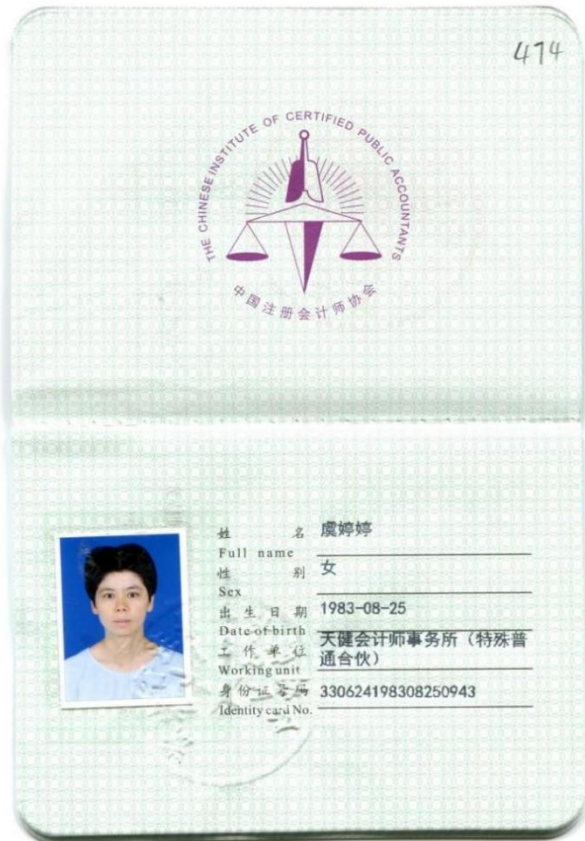 474
THE CHINESE INSTITUTE OF CERTIFIED PUBLIC ACCOUNTANTS
中国注册会计师协会
姓 名 虞婷婷
Full name
性 别 女
Sex
出生日期 1983-08-25
Date of birth
工作单位 天健会计师事务所（特殊普
通合伙）
Working unit
身份证号码 330624198308250943
Identity card No.